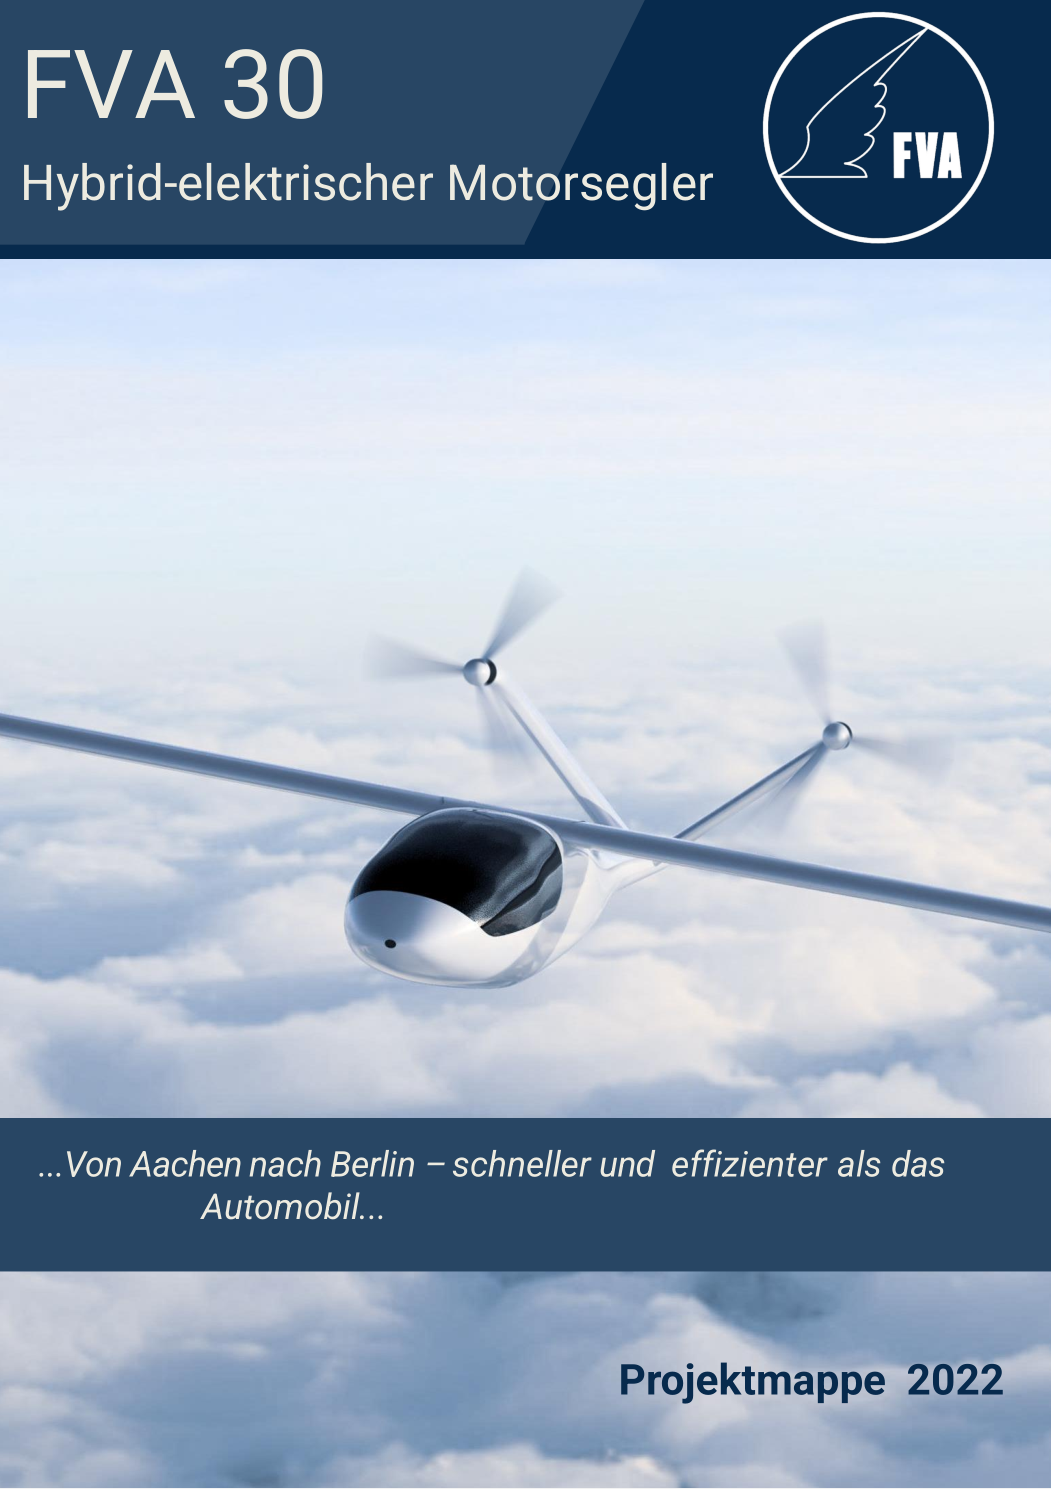 FVA 30
Hybrid-elektrischer Motorsegler
FVA
...Von Aachen nach Berlin – schneller und effizienter als das
Automobil...
Projektmappe 2022